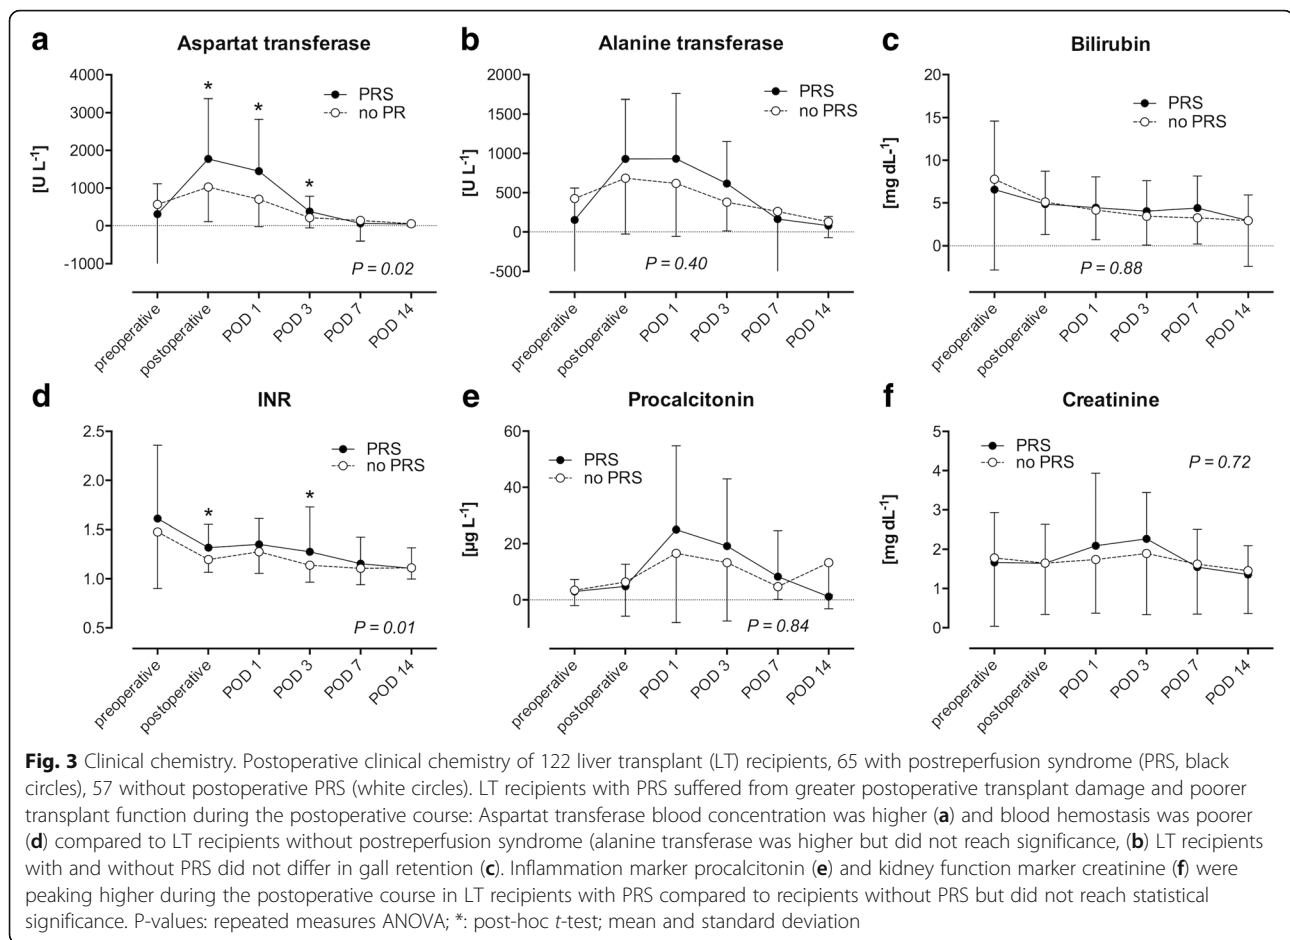 a
Aspartat transferase
[U L-1]
4000
3000
2000
1000
0
-1000
* * *
PRS
no PR
P = 0.02
preoperative
postoperative
POD 1
POD 3
POD 7
POD 14
b
Alanine transferase
[U L-1]
2000
1500
1000
500
0
-500
PRS
no PRS
P = 0.40
preoperative
postoperative
POD 1
POD 3
POD 7
POD 14
c
Bilirubin
[mg dL-1]
20
15
10
5
0
PRS
no PRS
P = 0.88
preoperative
postoperative
POD 1
POD 3
POD 7
POD 14
d
INR
2.5
2.0
1.5
1.0
0.5
* *
PRS
no PRS
P = 0.01
preoperative
postoperative
POD 1
POD 3
POD 7
POD 14
e
Procalcitonin
[µg L-1]
60
40
20
0
PRS
no PRS
P = 0.84
preoperative
postoperative
POD 1
POD 3
POD 7
POD 14
f
Creatinine
[mg dL-1]
5
4
3
2
1
0
PRS
no PRS
P = 0.72
preoperative
postoperative
POD 1
POD 3
POD 7
POD 14
Fig. 3 Clinical chemistry. Postoperative clinical chemistry of 122 liver transplant (LT) recipients, 65 with postreperfusion syndrome (PRS, black
circles), 57 without postoperative PRS (white circles). LT recipients with PRS suffered from greater postoperative transplant damage and poorer
transplant function during the postoperative course: Aspartat transferase blood concentration was higher (a) and blood hemostasis was poorer
(d) compared to LT recipients without postreperfusion syndrome (alanine transferase was higher but did not reach significance, (b) LT recipients
with and without PRS did not differ in gall retention (c). Inflammation marker procalcitonin (e) and kidney function marker creatinine (f) were
peaking higher during the postoperative course in LT recipients with PRS compared to recipients without PRS but did not reach statistical
significance. P-values: repeated measures ANOVA; *: post-hoc t-test; mean and standard deviation